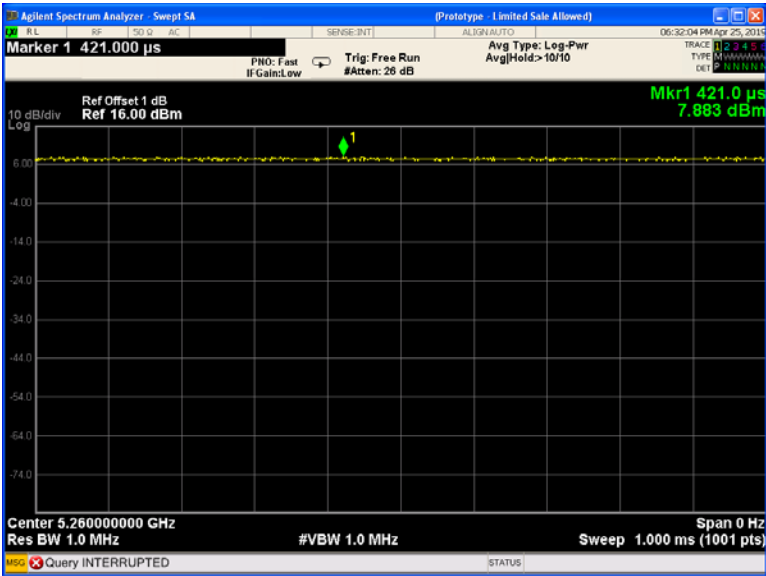 Agilent Spectrum Analyzer - Swept SA (Prototype - Limited Sale Allowed)
RL RF 50 Ω AC SENSE:INT ALIGNAUTO 06:32:04 PM Apr 25, 2019
Marker 1 421.000 µs
PNO: Fast
IFGain:Low
Trig: Free Run
#Atten: 26 dB
Avg Type: Log-Pwr
Avg|Hold:>10/10
TRACE 1 2 3 4 5 6
TYPE M
DET P N N N N N
Mkr1 421.0 µs
7.883 dBm
Ref Offset 1 dB
10 dB/div Ref 16.00 dBm
Log
1
6.00
-4.00
-14.0
-24.0
-34.0
-44.0
-54.0
-64.0
-74.0
Center 5.260000000 GHz Span 0 Hz
Res BW 1.0 MHz #VBW 1.0 MHz Sweep 1.000 ms (1001 pts)
MSG Query INTERRUPTED STATUS